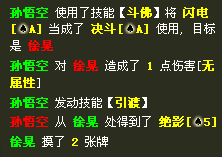 孙悟空 使用了技能【斗佛】将 闪电
[♠A] 当成了 决斗[♠A] 使用，目标
是 徐晃
孙悟空 对 徐晃 造成了 1 点伤害[无
属性]
孙悟空 发动技能【引渡】
孙悟空 从 徐晃 处得到了 绝影[♠5]
徐晃 摸了 2 张牌